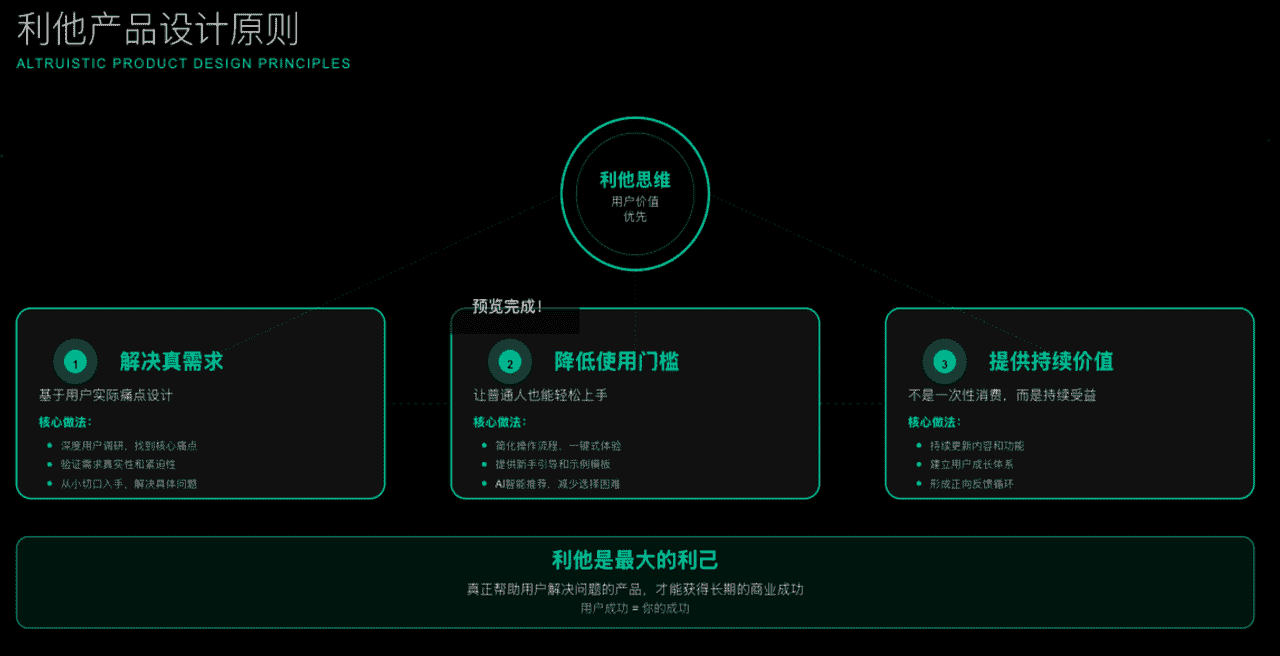 利他产品设计原则
ALTRUISTIC PRODUCT DESIGN PRINCIPLES
利他思维
用户价值
优先
预览完成！
1
解决真需求
基于用户实际痛点设计
核心做法：
深度用户调研，找到核心痛点
验证需求真实性和紧迫性
从小切口入手，解决具体问题
2
降低使用门槛
让普通人也能轻松上手
核心做法：
简化操作流程，一键式体验
提供新手引导和示例模板
AI智能推荐，减少选择困难
3
提供持续价值
不是一次性消费，而是持续受益
核心做法：
持续更新内容和功能
建立用户成长体系
形成正向反馈循环
利他是最大的利己
真正帮助用户解决问题的产品，才能获得长期的商业成功
用户成功 = 你的成功